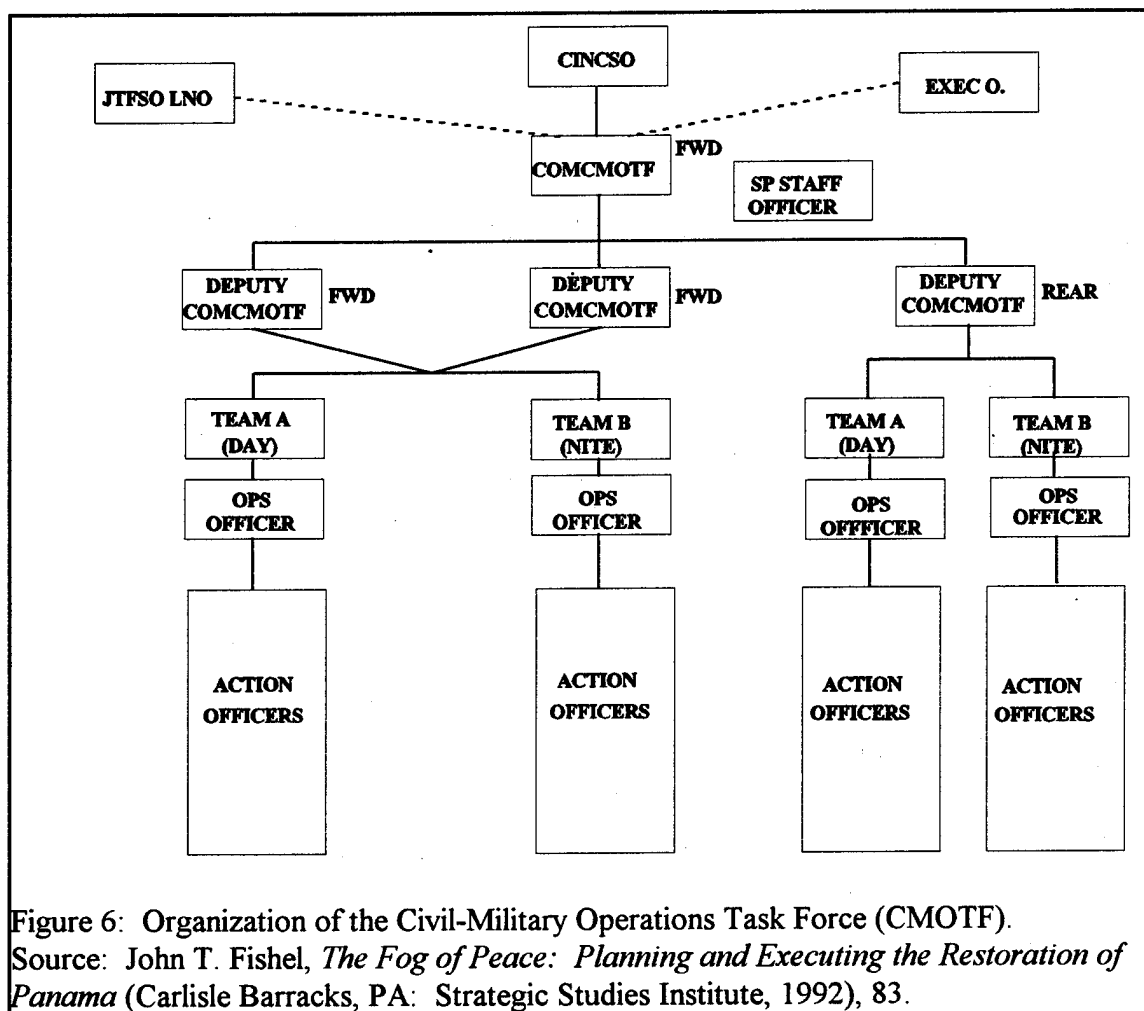 CINCSO
JTFSO LNO
EXEC O.
FWD
COMCMOTF
SP STAFF
OFFICER
DEPUTY
COMCMOTF
FWD
DEPUTY
COMCMOTF
FWD
DEPUTY
COMCMOTF
REAR
TEAM A
(DAY)
TEAM B
(NITE)
TEAM A
(DAY)
TEAM B
(NITE)
OPS
OFFICER
OPS
OFFICER
OPS
OFFFICER
OPS
OFFICER
ACTION
OFFICERS
ACTION
OFFICERS
ACTION
OFFICERS
ACTION
OFFICERS
Figure 6: Organization of the Civil-Military Operations Task Force (CMOTF).
Source: John T. Fishel, The Fog of Peace: Planning and Executing the Restoration of
Panama (Carlisle Barracks, PA: Strategic Studies Institute, 1992), 83.